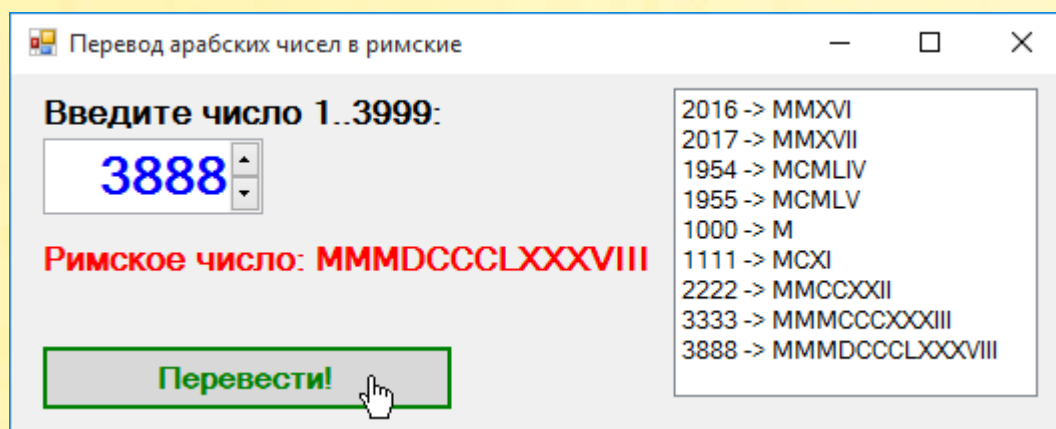 Перевод арабских чисел в римские
Введите число 1..3999:
3888
Римское число: MMMDCCCLXXXVIII
Перевести!
2016 -> MMXVI
2017 -> MMXVII
1954 -> MCMLIV
1955 -> MCMLV
1000 -> M
1111 -> MCXI
2222 -> MMCCXXII
3333 -> MMMCCCXXXIII
3888 -> MMMDCCCLXXXVIII